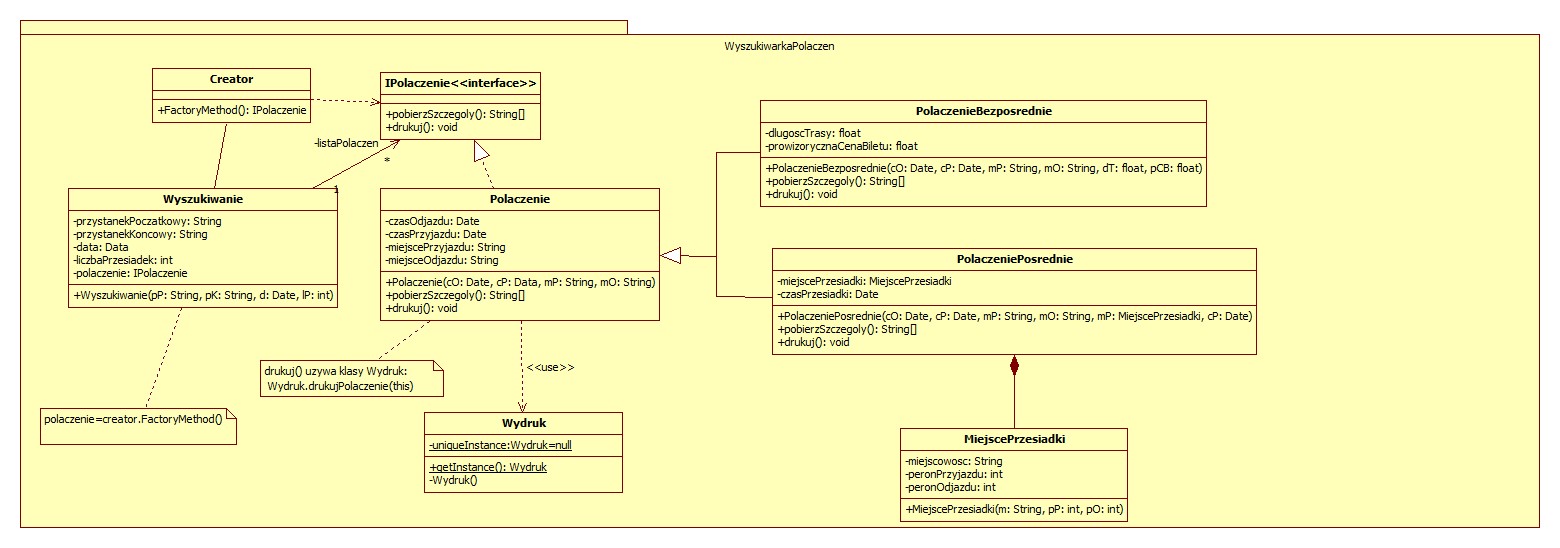 WyszukiwarkaPolaczen
Creator
+FactoryMethod(): IPolaczenie
IPolaczenie<<interface>>
+pobierzSzczegoly(): String[]
+drukuj(): void
-listaPolaczen
*
1
Wyszukiwanie
-przystanekPoczatkowy: String
-przystanekKoncowy: String
-data: Data
-liczbaPrzesiadek: int
-polaczenie: IPolaczenie
+Wyszukiwanie(pP: String, pK: String, d: Date, lP: int)
polaczenie=creator.FactoryMethod()
Polaczenie
-czasOdjazdu: Date
-czasPrzyjazdu: Date
-miejscePrzyjazdu: String
-miejsceOdjazdu: String
+Polaczenie(cO: Date, cP: Data, mP: String, mO: String)
+pobierzSzczegoly(): String[]
+drukuj(): void
drukuj() uzywa klasy Wydruk:
Wydruk.drukujPolaczenie(this)
<<use>>
Wydruk
-uniqueInstance:Wydruk=null
+getInstance(): Wydruk
-Wydruk()
PolaczenieBezposrednie
-dlugoscTrasy: float
-prowizorycznaCenaBiletu: float
+PolaczenieBezposrednie(cO: Date, cP: Date, mP: String, mO: String, dT: float, pCB: float)
+pobierzSzczegoly(): String[]
+drukuj(): void
PolaczeniePosrednie
-miejscePrzesiadki: MiejscePrzesiadki
-czasPrzesiadki: Date
+PolaczeniePosrednie(cO: Date, cP: Date, mP: String, mO: String, mP: MiejscePrzesiadki, cP: Date)
+pobierzSzczegoly(): String[]
+drukuj(): void
MiejscePrzesiadki
-miejscowosc: String
-peronPrzyjazdu: int
-peronOdjazdu: int
+MiejscePrzesiadki(m: String, pP: int, pO: int)